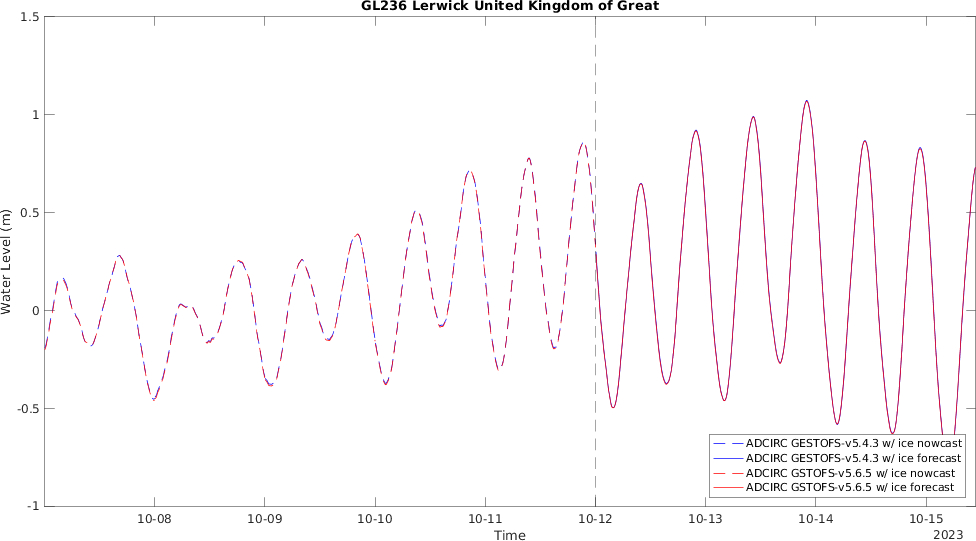 GL236 Lerwick United Kingdom of Great
1.5
1
0.5
0
-0.5
-1
Water Level (m)
10-08
10-09
10-10
10-11
10-12
10-13
10-14
10-15
Time
2023
ADCIRC GESTOFS-v5.4.3 w/ ice nowcast
ADCIRC GESTOFS-v5.4.3 w/ ice forecast
ADCIRC GSTOFS-v5.6.5 w/ ice nowcast
ADCIRC GSTOFS-v5.6.5 w/ ice forecast